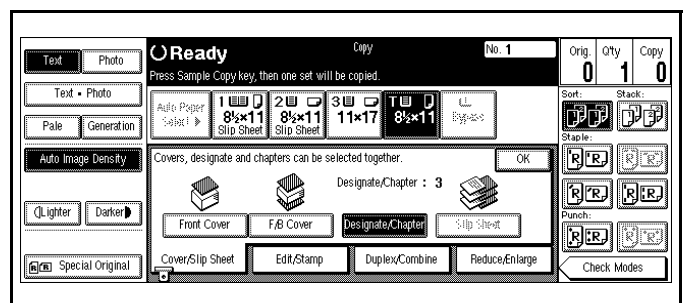 Ready
Copy
No. 1
Orig.
Q'ty
Copy
0
1
0
Press Sample Copy key, then one set will be copied.
Text
Photo
Text • Photo
Pale
Generation
Auto Image Density
Lighter
Darker
Special Original
Auto Paper
Select
1
8½×11
Slip Sheet
2
8½×11
Slip Sheet
3
11×17
T
8½×11
Bypass
Sort:
Stack:
Staple:
Punch:
Covers, designate and chapters can be selected together.
OK
Designate/Chapter : 3
Front Cover
F/B Cover
Designate/Chapter
Slip Sheet
Cover/Slip Sheet
Edit/Stamp
Duplex/Combine
Reduce/Enlarge
Check Modes